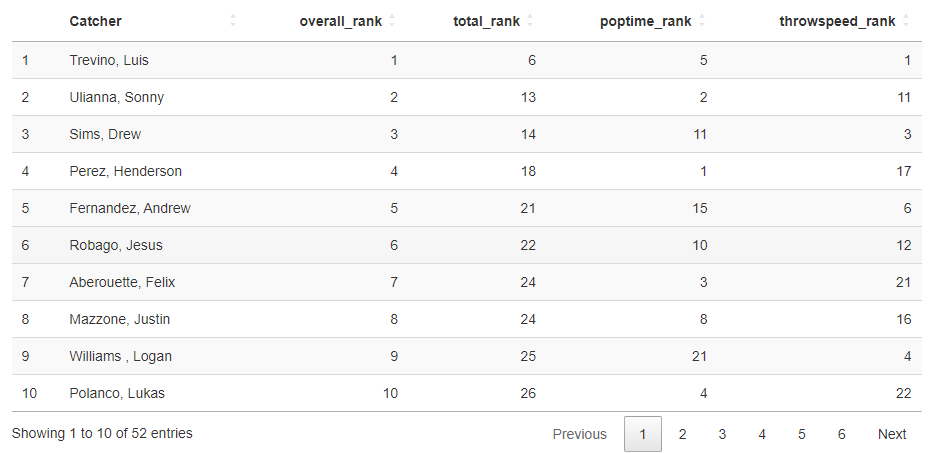 Catcher overall_rank total_rank poptime_rank throwspeed_rank
1 Trevino, Luis 1 6 5 1
2 Ulianna, Sonny 2 13 2 11
3 Sims, Drew 3 14 11 3
4 Perez, Henderson 4 18 1 17
5 Fernandez, Andrew 5 21 15 6
6 Robago, Jesus 6 22 10 12
7 Aberouette, Felix 7 24 3 21
8 Mazzone, Justin 8 24 8 16
9 Williams , Logan 9 25 21 4
10 Polanco, Lukas 10 26 4 22
Showing 1 to 10 of 52 entries Previous 1 2 3 4 5 6 Next